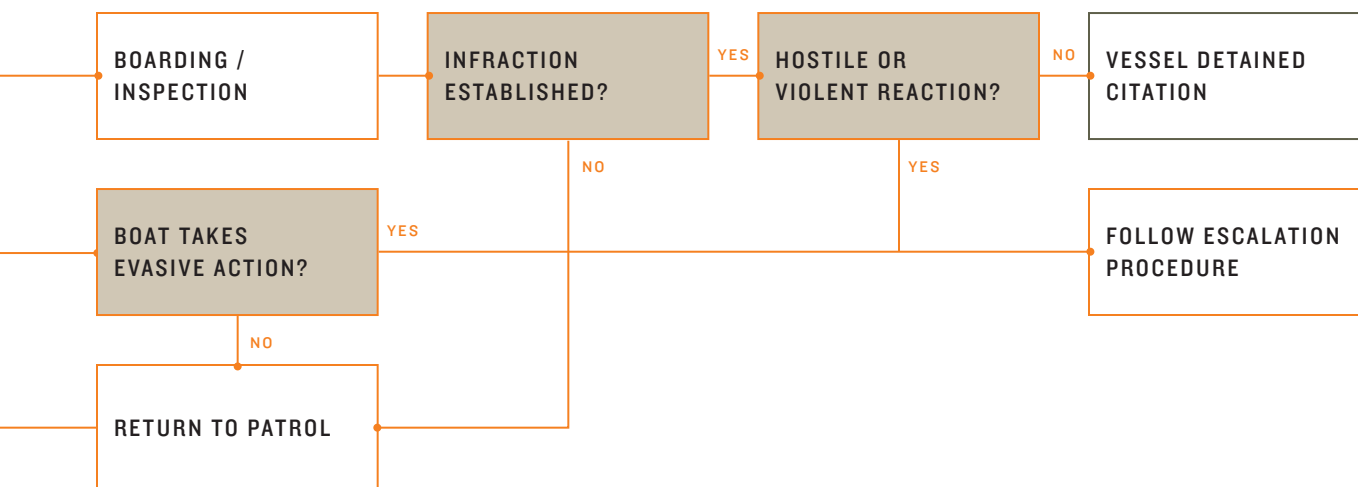 BOARDING /
INSPECTION
INFRACTION
ESTABLISHED?
YES
HOSTILE OR
VIOLENT REACTION?
NO
VESSEL DETAINED
CITATION
NO
YES
BOAT TAKES
EVASIVE ACTION?
YES
FOLLOW ESCALATION
PROCEDURE
NO
RETURN TO PATROL